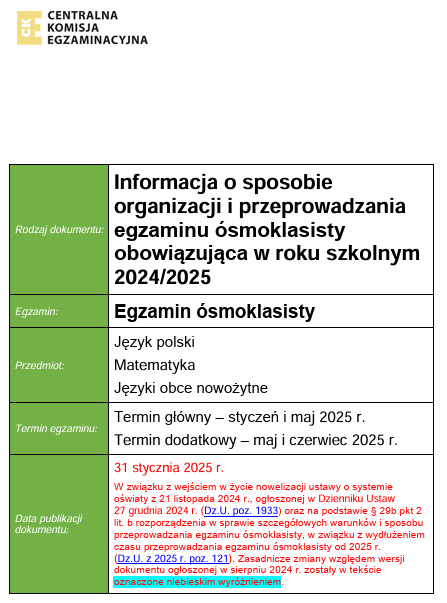 CKE
CENTRALNA
KOMISJA
EGZAMINACYJNA
Rodzaj dokumentu:
Informacja o sposobie
organizacji i przeprowadzania
egzaminu ósmoklasisty
obowiązująca w roku szkolnym
2024/2025
Egzamin:
Egzamin ósmoklasisty
Przedmiot:
Język polski
Matematyka
Języki obce nowożytne
Termin egzaminu:
Termin główny – styczeń i maj 2025 r.
Termin dodatkowy – maj i czerwiec 2025 r.
Data publikacji
dokumentu:
31 stycznia 2025 r.
W związku z wejściem w życie nowelizacji ustawy o systemie
oświaty z 21 listopada 2024 r., ogłoszonej w Dzienniku Ustaw
27 grudnia 2024 r. (Dz.U. poz. 1933) oraz na podstawie § 29b pkt 2
lit. b rozporządzenia w sprawie szczegółowych warunków i sposobu
przeprowadzania egzaminu ósmoklasisty, w związku z wydłużeniem
czasu przeprowadzania egzaminu ósmoklasisty od 2025 r.
(Dz.U. z 2025 r. poz. 121). Zasadnicze zmiany względem wersji
dokumentu ogłoszonej w sierpniu 2024 r. zostały w tekście
oznaczone niebieskim wyróżnieniem.